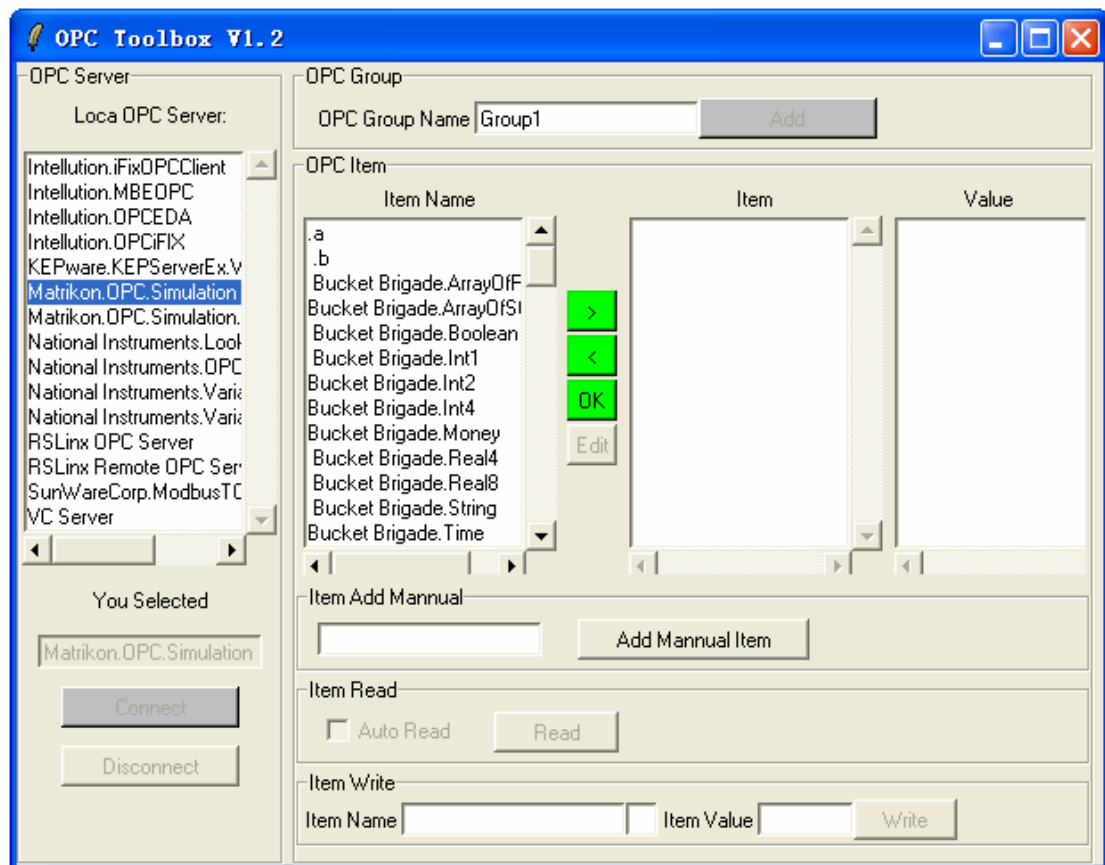 OPC Toolbox V1.2
OPC Server
Loca OPC Server:
Intellution.iFixOPCClient
Intellution.MBEOPC
Intellution.OPCEDA
Intellution.OPCiFIX
KEPware.KEPServerEx.V
Matrikon.OPC.Simulation
Matrikon.OPC.Simulation.
National Instruments.Look
National Instruments.OPC
National Instruments.Varia
National Instruments.Varia
RSLinx OPC Server
RSLinx Remote OPC Ser
SunWareCorp.ModbusTC
VC Server
You Selected
Matrikon.OPC.Simulation
Connect
Disconnect
OPC Group
OPC Group Name Group1 Add
OPC Item
Item Name Item Value
.a
.b
Bucket Brigade.ArrayOfF
Bucket Brigade.ArrayOfSt
Bucket Brigade.Boolean
Bucket Brigade.Int1
Bucket Brigade.Int2
Bucket Brigade.Int4
Bucket Brigade.Money
Bucket Brigade.Real4
Bucket Brigade.Real8
Bucket Brigade.String
Bucket Brigade.Time
>
<
OK
Edit
Item Add Mannual
Add Mannual Item
Item Read
Auto Read Read
Item Write
Item Name Item Value Write